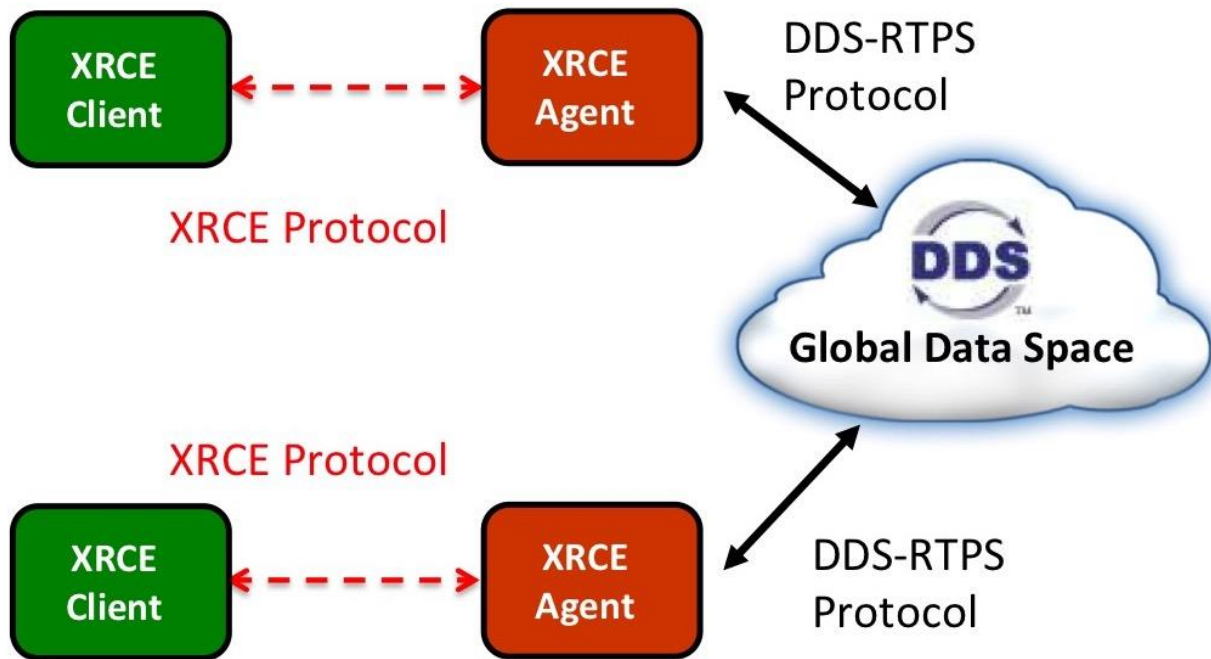 XRCE
Client
XRCE
Agent
DDS-RTPS
Protocol
XRCE Protocol
DDS
TM
Global Data Space
XRCE Protocol
XRCE
Client
XRCE
Agent
DDS-RTPS
Protocol